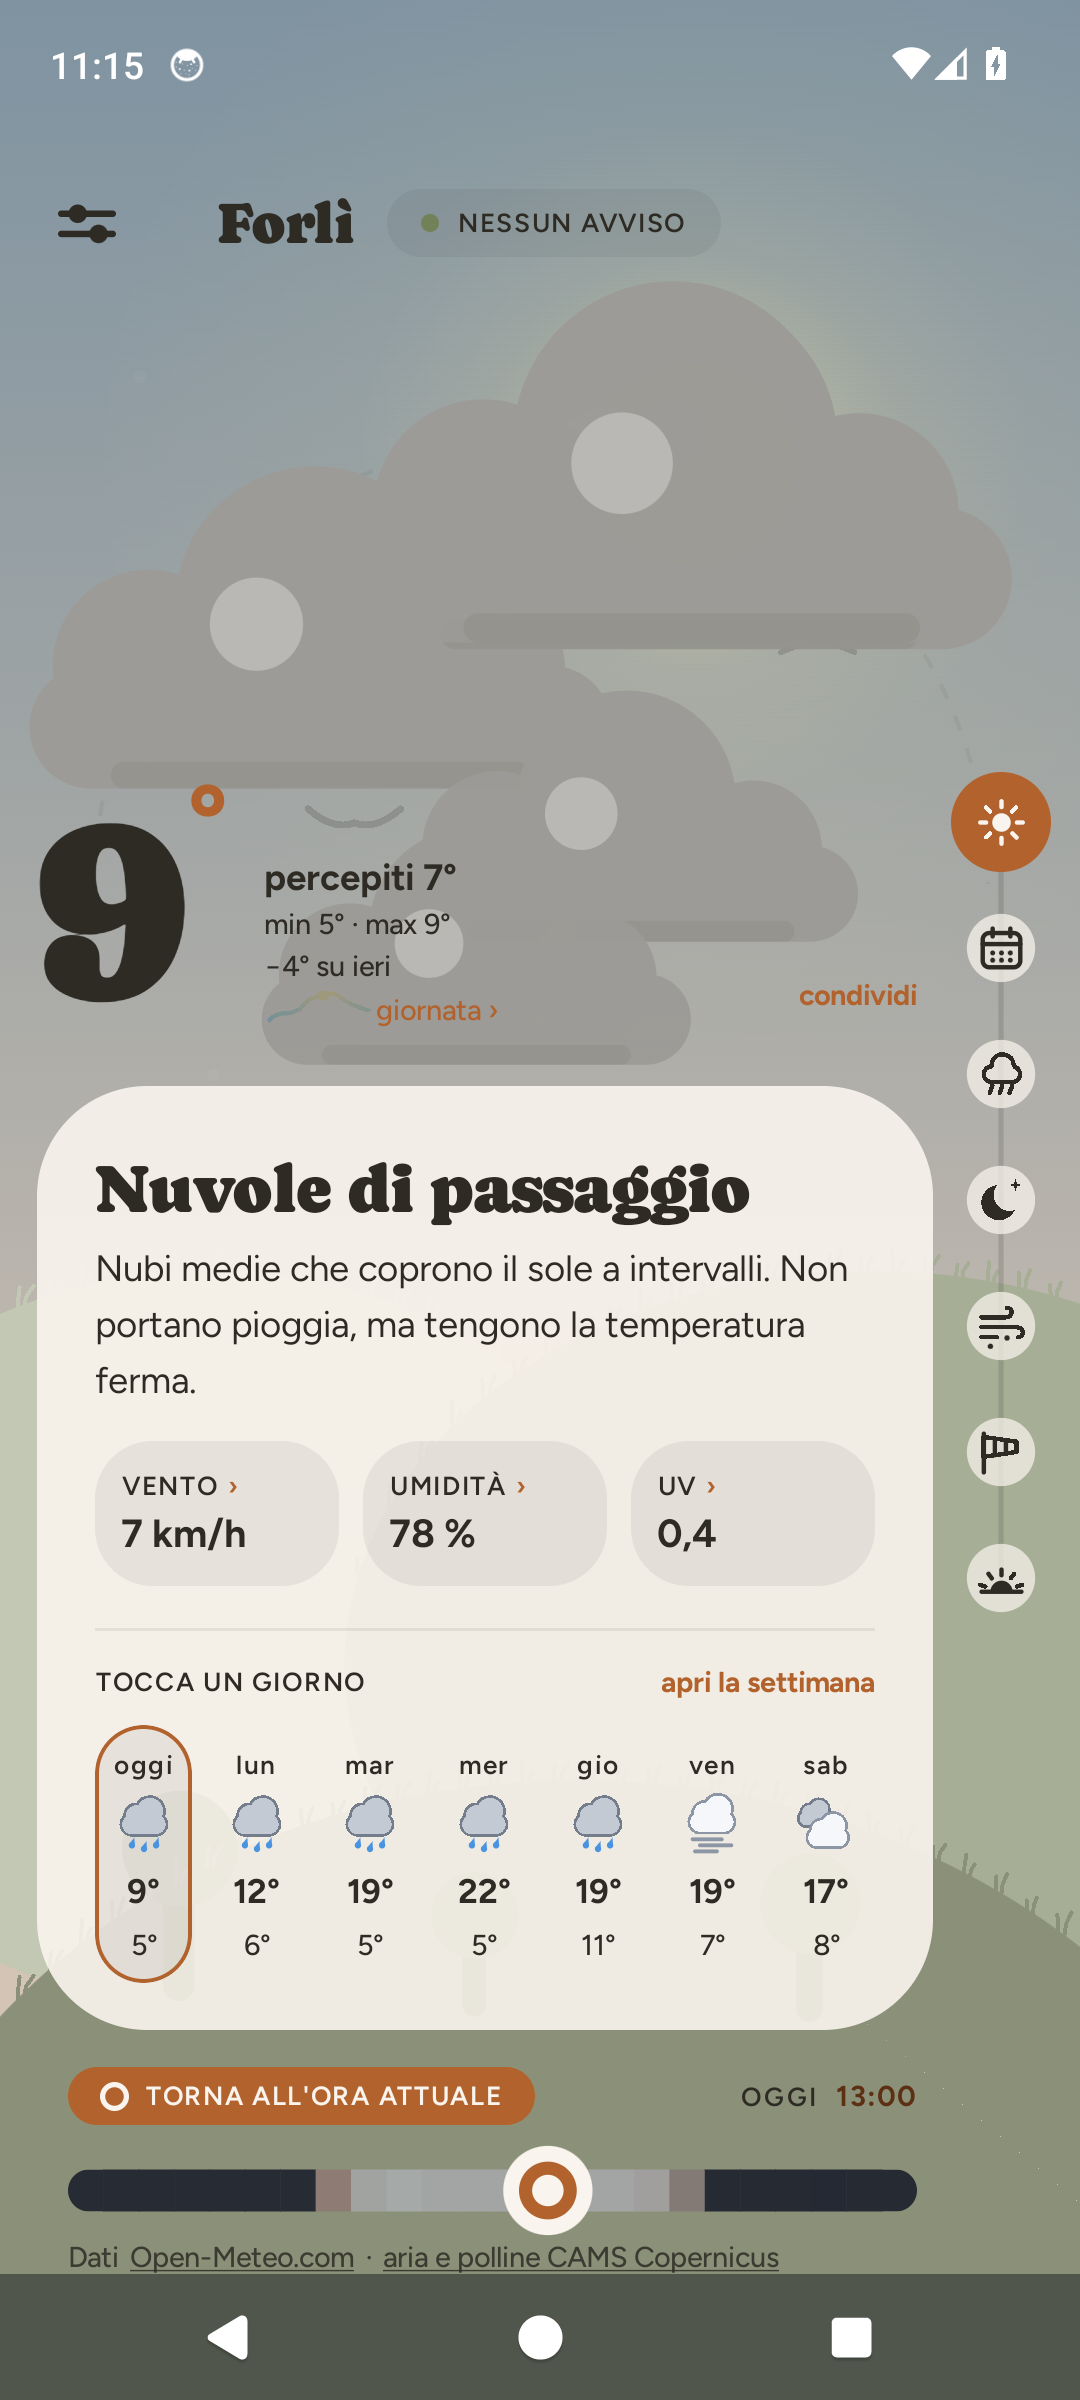 11:15
Forlì
NESSUN AVVISO
9
percepiti 7°
min 5° · max 9°
−4° su ieri
giornata ›
condividi
Nuvole di passaggio
Nubi medie che coprono il sole a intervalli. Non
portano pioggia, ma tengono la temperatura
ferma.
VENTO › UMIDITÀ › UV ›
7 km/h 78 % 0,4
TOCCA UN GIORNO apri la settimana
oggi lun mar mer gio ven sab
9° 12° 19° 22° 19° 19° 17°
5° 6° 5° 5° 11° 7° 8°
TORNA ALL'ORA ATTUALE OGGI 13:00
Dati Open-Meteo.com · aria e polline CAMS Copernicus